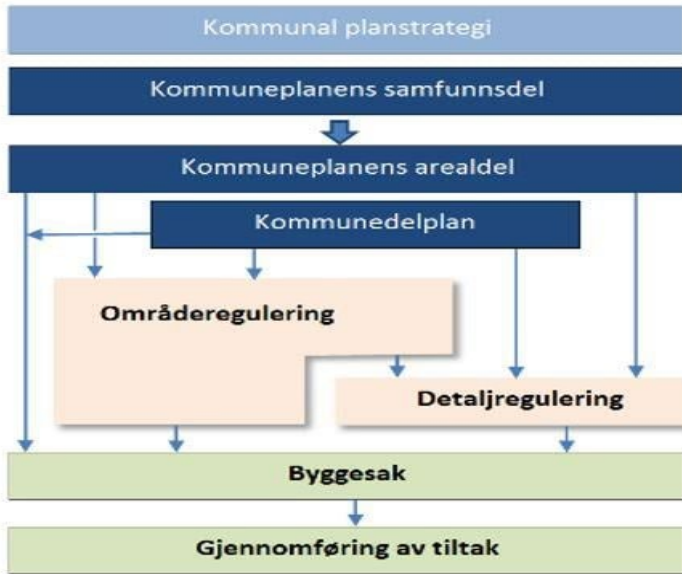 Kommunal planstrategi
Kommuneplanens samfunnsdel
Kommuneplanens arealdel
Kommunedelplan
Områderegulering
Detaljregulering
Byggesak
Gjennomføring av tiltak